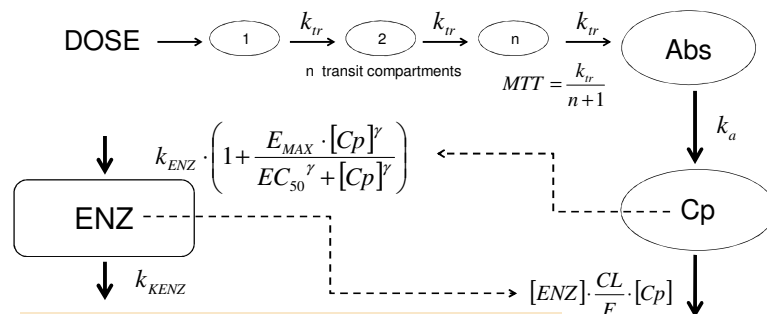 DOSE 1 k_tr 2 k_tr n k_tr Abs
n transit compartments
MTT = k_tr / (n+1)
k_a
k_ENZ · (1 + E_MAX · [Cp]^γ / (EC_50^γ + [Cp]^γ))
ENZ
Cp
k_KENZ
[ENZ] · CL/F · [Cp]